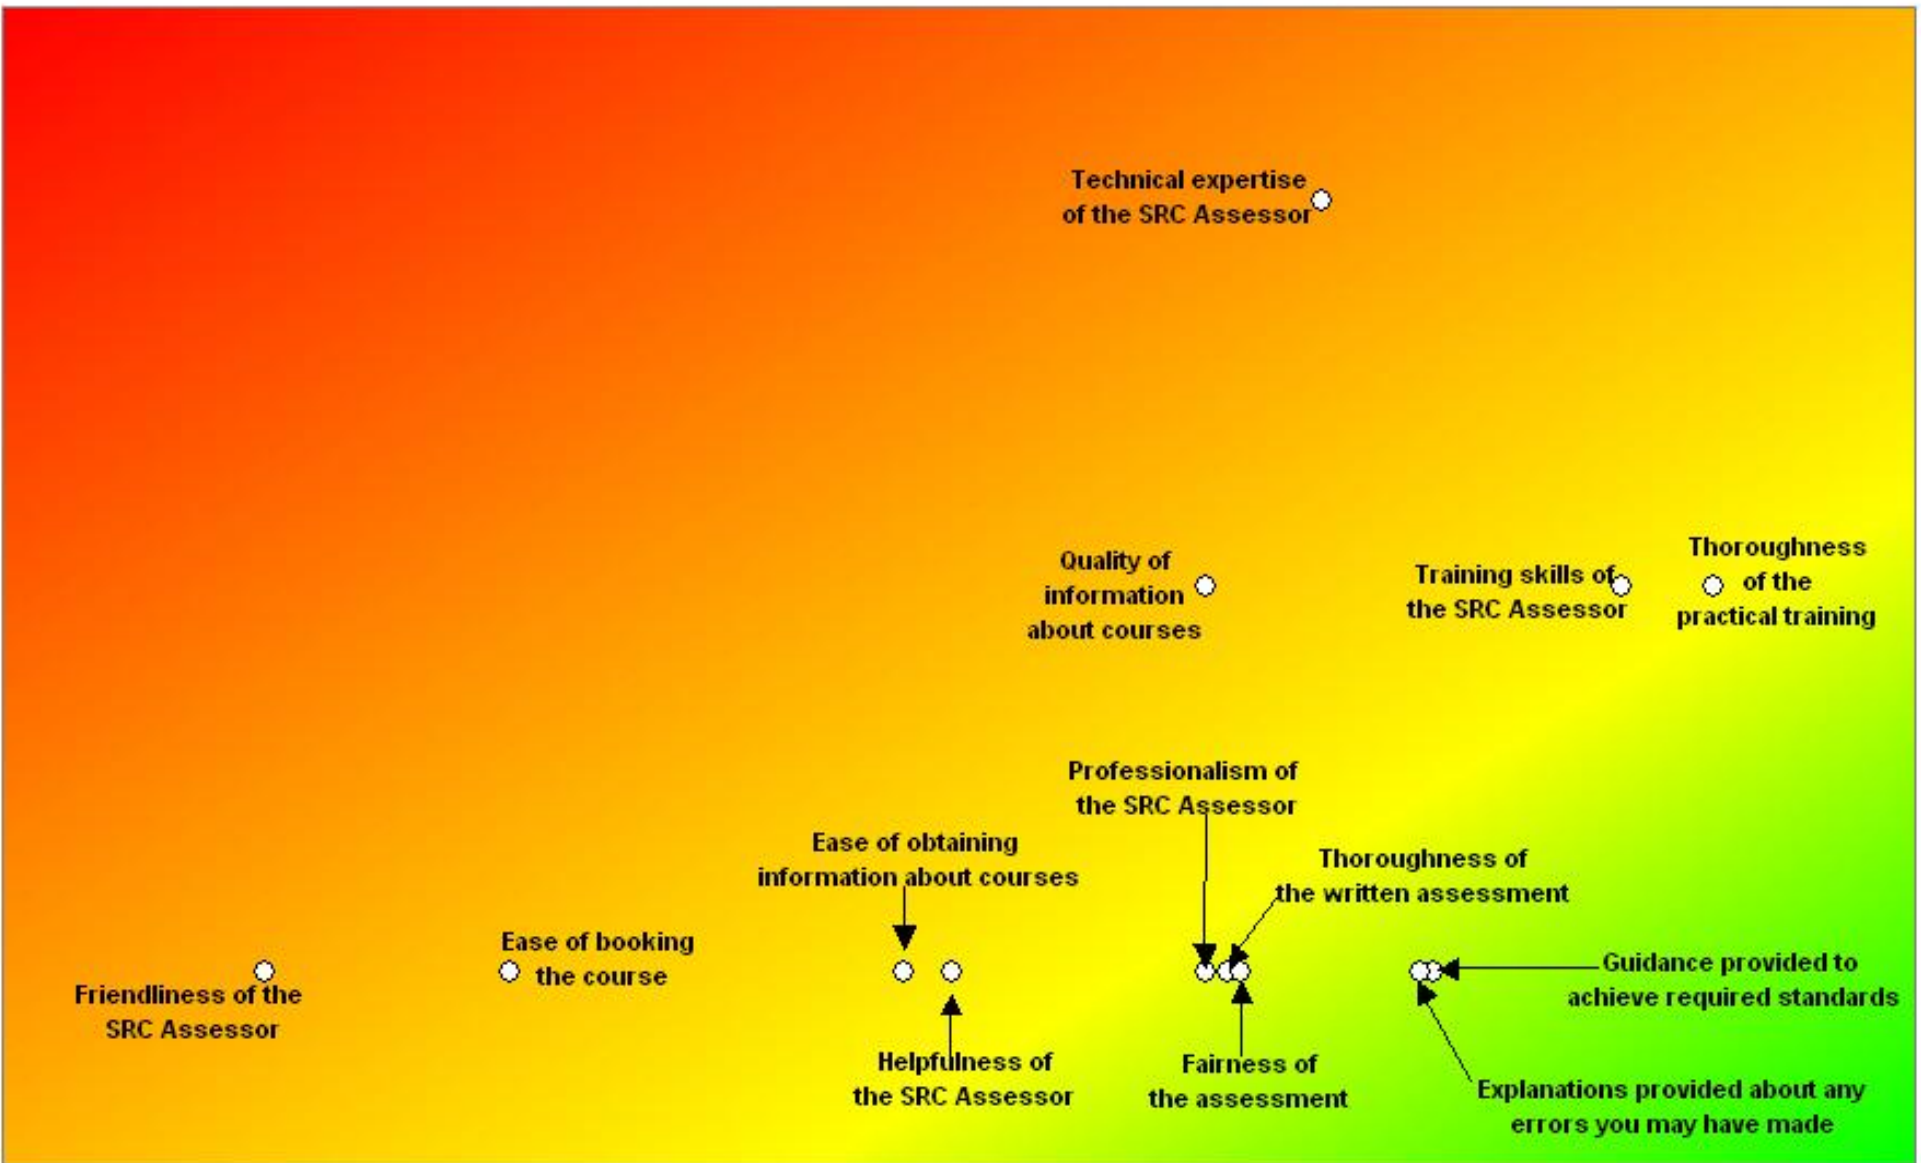 Technical expertise
of the SRC Assessor
Quality of
information
about courses
Training skills of
the SRC Assessor
Thoroughness
of the
practical training
Professionalism of
the SRC Assessor
Ease of obtaining
information about courses
Thoroughness of
the written assessment
Ease of booking
the course
Friendliness of the
SRC Assessor
Guidance provided to
achieve required standards
Helpfulness of
the SRC Assessor
Fairness of
the assessment
Explanations provided about any
errors you may have made